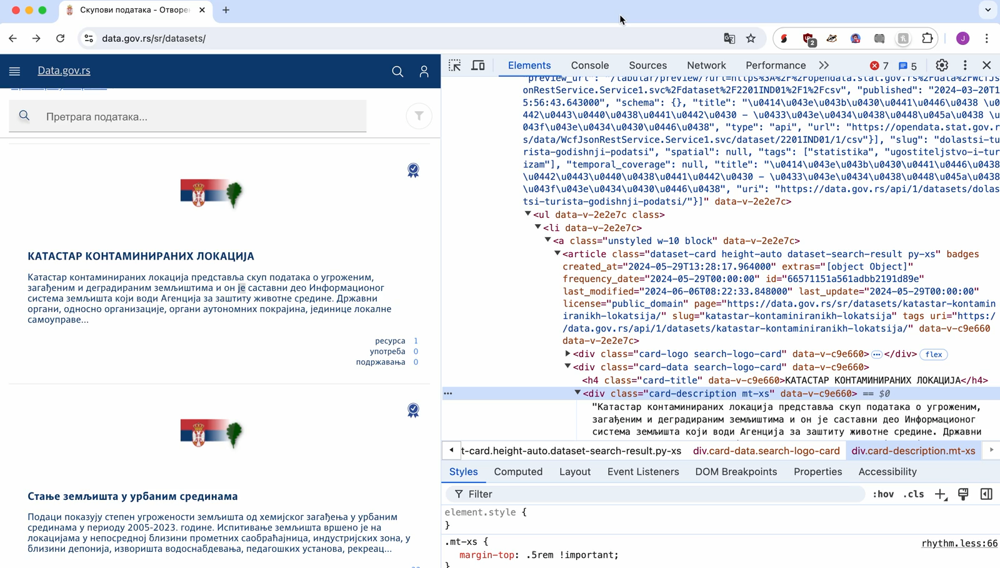 Скупови података - Отворе
data.gov.rs/sr/datasets/
2
J
Data.gov.rs
Претрага података...
КАТАСТАР КОНТАМИНИРАНИХ ЛОКАЦИЈА
Катастар контаминираних локација представља скуп података о угроженим,
загађеним и деградираним земљиштима и он је саставни део Информационог
система земљишта који води Агенција за заштиту животне средине. Државни
органи, односно организације, органи аутономних покрајина, јединице локалне
самоуправе...
ресурса 1
употреба 0
подржавања 0
Стање земљишта у урбаним срединама
Подаци показују степен угрожености земљишта од хемијског загађења у урбаним
срединама у периоду 2005-2023. године. Испитивање земљишта вршено је на
локацијама у непосредној близини прометних саобраћајница, индустријских зона, у
близини депонија, изворишта водоснабдевања, педагошких установа, рекреац...
Elements Console Sources Network Performance 7 5
preview_url": "/tabular/preview/?url=https%3A%2F%2Fopendata.stat.gov.rs%2Fdata%2FWcfJs
onRestService.Service1.svc%2Fdataset%2F2201IND01%2F1%2Fcsv", "published": "2024-03-20T1
5:56:43.643000", "schema": {}, "title": "\u0414\u043e\u043b\u0430\u0441\u0446\u0438 \u0
442\u0443\u0440\u0438\u0441\u0442\u0430 - \u0433\u043e\u0434\u0438\u0448\u045a\u0438 \u
043f\u043e\u0434\u0430\u0446\u0438", "type": "api", "url": "https://opendata.stat.gov.r
s/data/WcfJsonRestService.Service1.svc/dataset/2201IND01/1/csv"}], "slug": "dolastsi-tu
rista-godishnji-podatsi", "spatial": null, "tags": ["statistika", "ugostiteljstvo-i-tur
izam"], "temporal_coverage": null, "title": "\u0414\u043e\u043b\u0430\u0441\u0446\u0438
\u0442\u0443\u0440\u0438\u0441\u0442\u0430 - \u0433\u043e\u0434\u0438\u0448\u045a\u0438
\u043f\u043e\u0434\u0430\u0446\u0438", "uri": "https://data.gov.rs/api/1/datasets/dolas
tsi-turista-godishnji-podatsi/"}]" data-v-2e2e7c>
<ul data-v-2e2e7c class>
<li data-v-2e2e7c>
<a class="unstyled w-10 block" data-v-2e2e7c>
<article class="dataset-card height-auto dataset-search-result py-xs" badges
created_at="2024-05-29T13:28:17.964000" extras="[object Object]"
frequency_date="2024-05-29T00:00:00" id="66571151a561adbb2191d89e"
last_modified="2024-06-06T08:22:33.848000" last_update="2024-05-29T00:00:00"
license="public_domain" page="https://data.gov.rs/sr/datasets/katastar-kontamin
iranikh-lokatsija/" slug="katastar-kontaminiranikh-lokatsija" tags uri="https:/
/data.gov.rs/api/1/datasets/katastar-kontaminiranikh-lokatsija/" data-v-c9e660
data-v-2e2e7c>
<div class="card-logo search-logo-card" data-v-c9e660>…</div> flex
<div class="card-data search-logo-card" data-v-c9e660>
<h4 class="card-title" data-v-c9e660>КАТАСТАР КОНТАМИНИРАНИХ ЛОКАЦИЈА</h4>
<div class="card-description mt-xs" data-v-c9e660> == $0
"Катастар контаминираних локација представља скуп података о угроженим,
загађеним и деградираним земљиштима и он је саставни део Информационог
система земљишта који води Агенција за заштиту животне средине. Државни
t-card.height-auto.dataset-search-result.py-xs div.card-data.search-logo-card div.card-description.mt-xs
Styles Computed Layout Event Listeners DOM Breakpoints Properties Accessibility
Filter :hov .cls
element.style {
}
.mt-xs { rhythm.less:66
margin-top: .5rem !important;
}